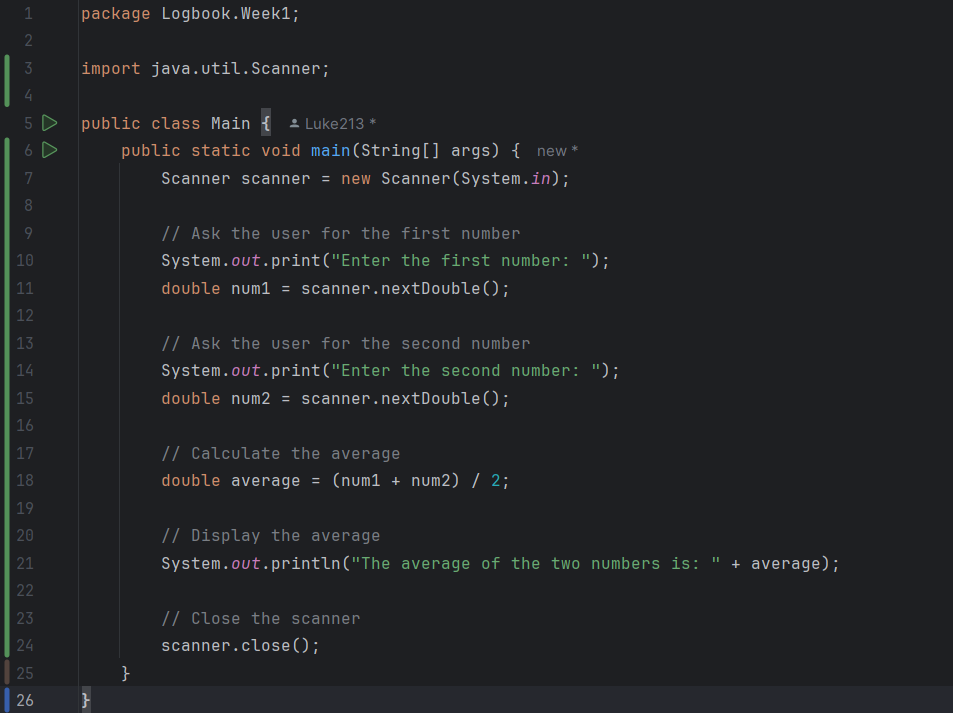 1 package Logbook.Week1;
2
3 import java.util.Scanner;
4
5 public class Main { Luke213 *
6 public static void main(String[] args) { new *
7 Scanner scanner = new Scanner(System.in);
8
9 // Ask the user for the first number
10 System.out.print("Enter the first number: ");
11 double num1 = scanner.nextDouble();
12
13 // Ask the user for the second number
14 System.out.print("Enter the second number: ");
15 double num2 = scanner.nextDouble();
16
17 // Calculate the average
18 double average = (num1 + num2) / 2;
19
20 // Display the average
21 System.out.println("The average of the two numbers is: " + average);
22
23 // Close the scanner
24 scanner.close();
25 }
26 }